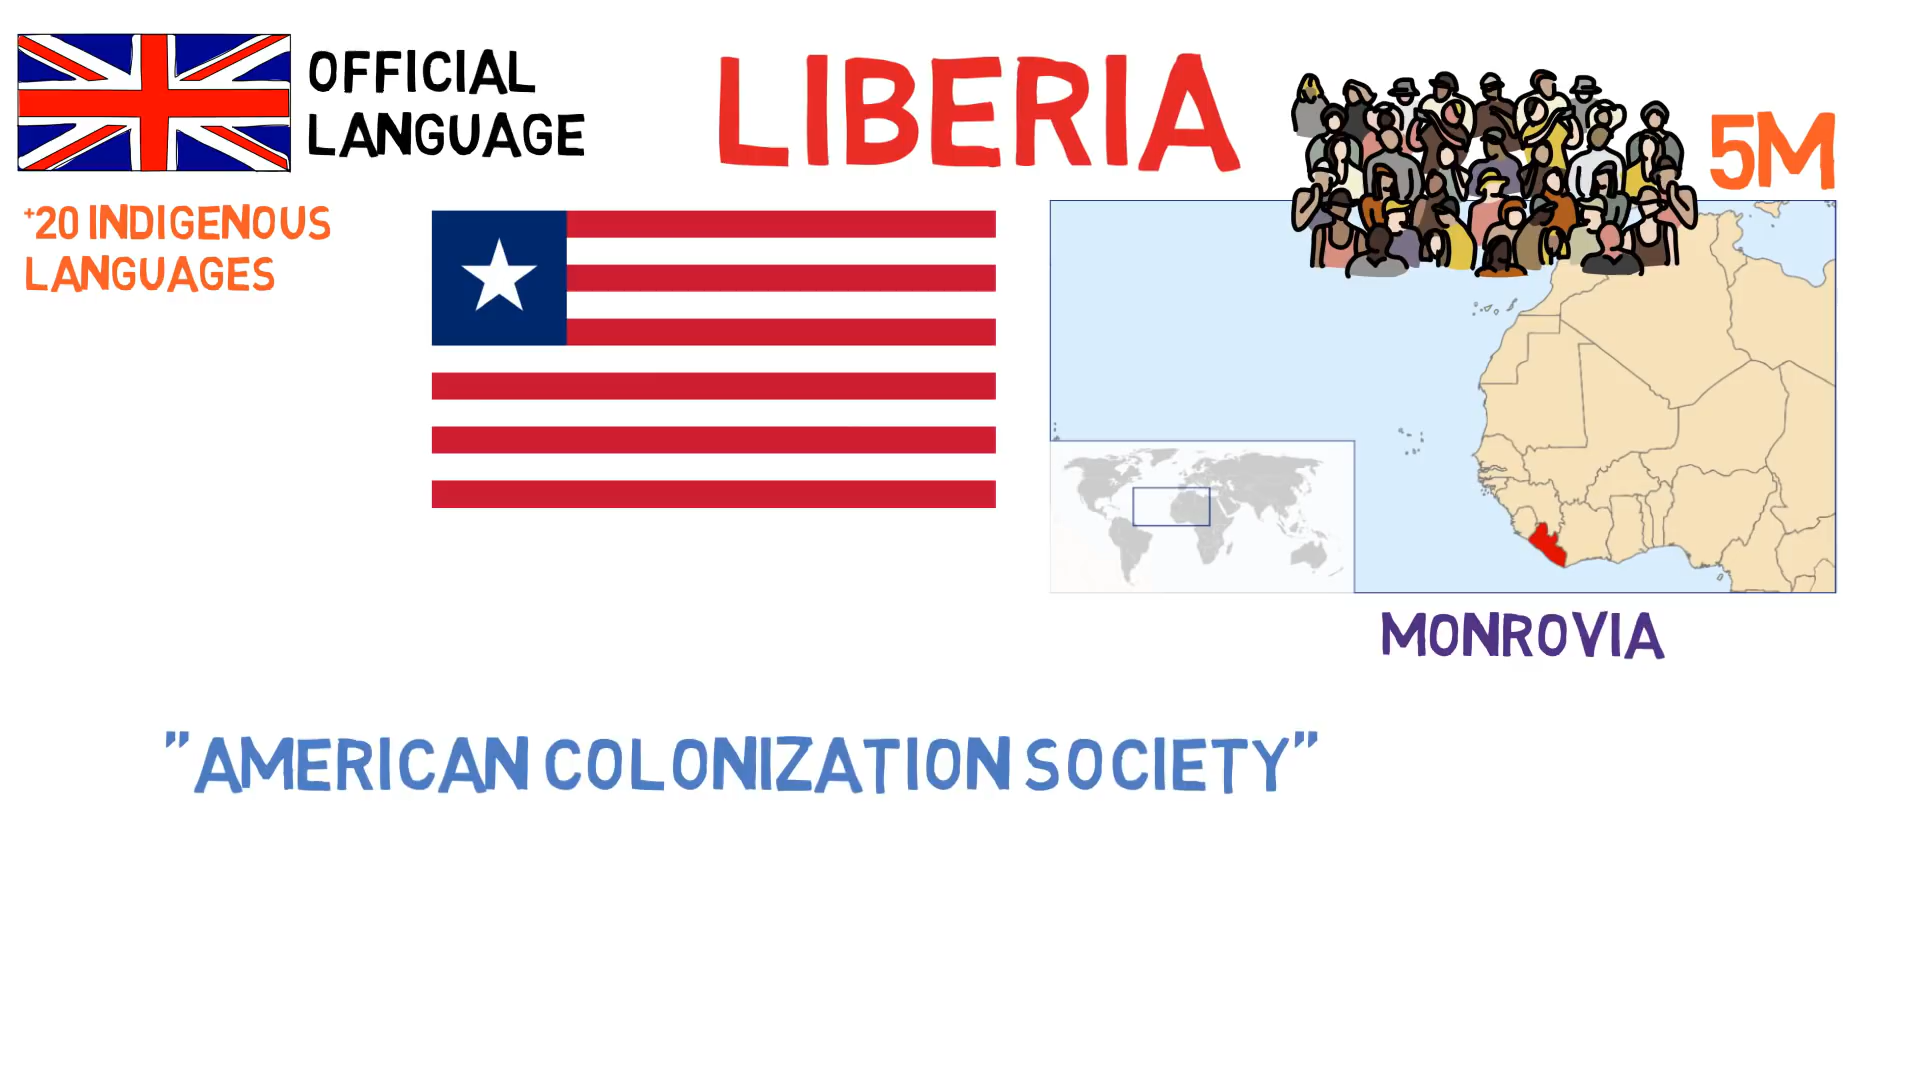 OFFICIAL
LANGUAGE
LIBERIA
5M
+20 INDIGENOUS
LANGUAGES
MONROVIA
"AMERICAN COLONIZATION SOCIETY"